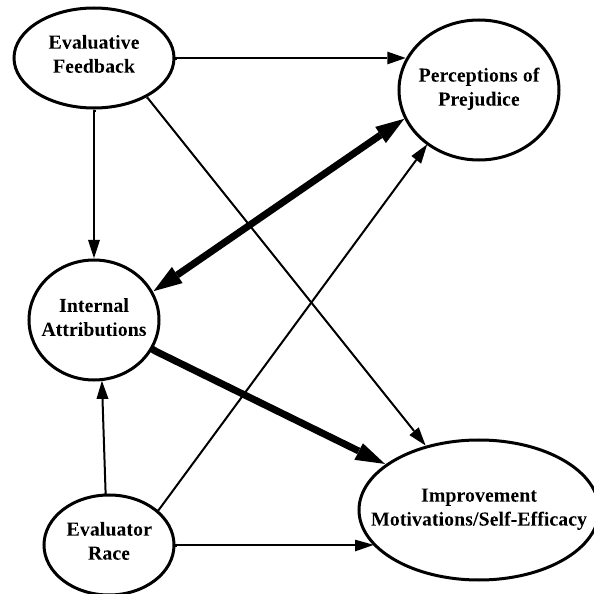 Evaluative
Feedback
Perceptions of
Prejudice
Internal
Attributions
Improvement
Motivations/Self-Efficacy
Evaluator
Race